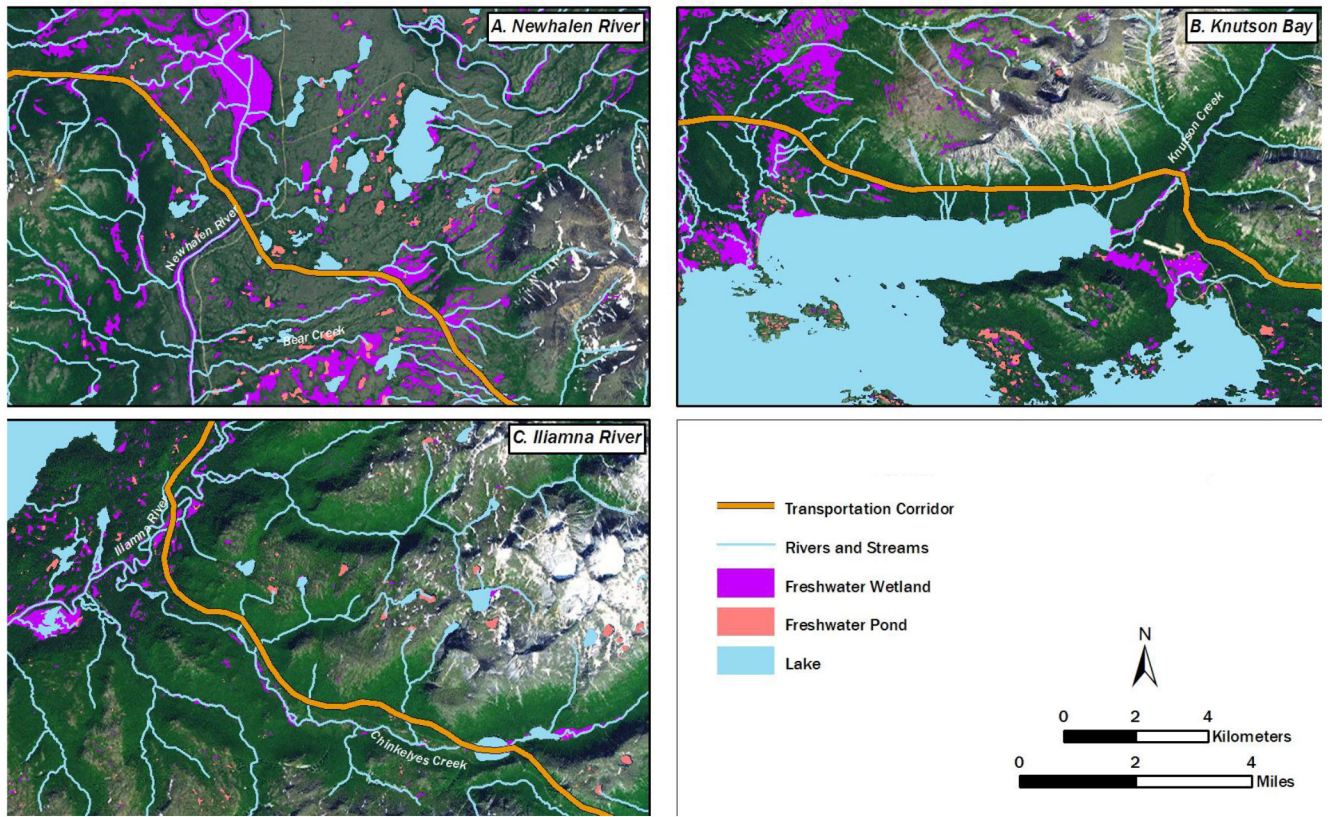 A. Newhalen River
Newhalen River
Bear Creek
B. Knutson Bay
Knutson Creek
C. Iliamna River
Iliamna River
Chinkelyes Creek
Transportation Corridor
Rivers and Streams
Freshwater Wetland
Freshwater Pond
Lake
N
0 2 4
Kilometers
0 2 4
Miles